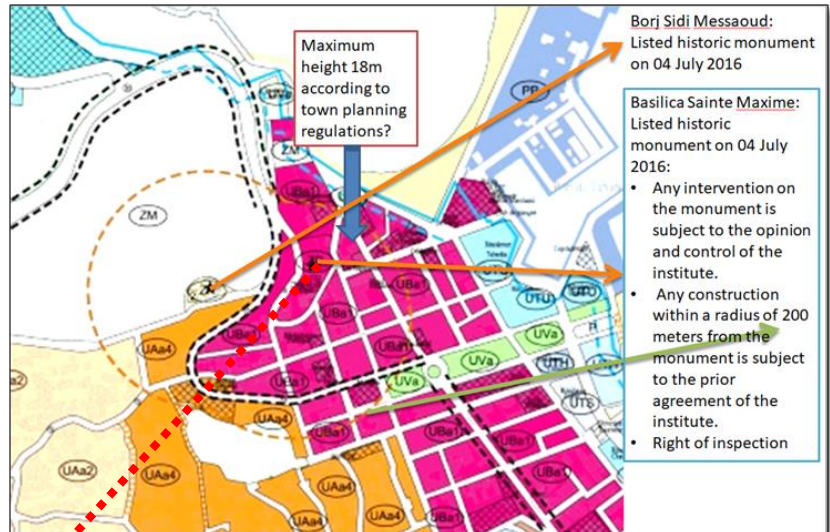 Maximum
height 18m
according to
town planning
regulations?
Borj Sidi Messaoud:
Listed historic monument
on 04 July 2016
Basilica Sainte Maxime:
Listed historic
monument on 04 July
2016:
• Any intervention on
the monument is
subject to the opinion
and control of the
institute.
• Any construction
within a radius of 200
meters from the
monument is subject
to the prior
agreement of the
institute.
• Right of inspection
PP
ZM
UBa1
ZM
UBa1
UTU
UTU
UBa1
UVa
UAa4
UBa1
UBa1
UVa
UTH
UAa4
UBa1
UBa1
UTS
UAa2
UAa4
UBa1
UAa4
UAa4
UAa4